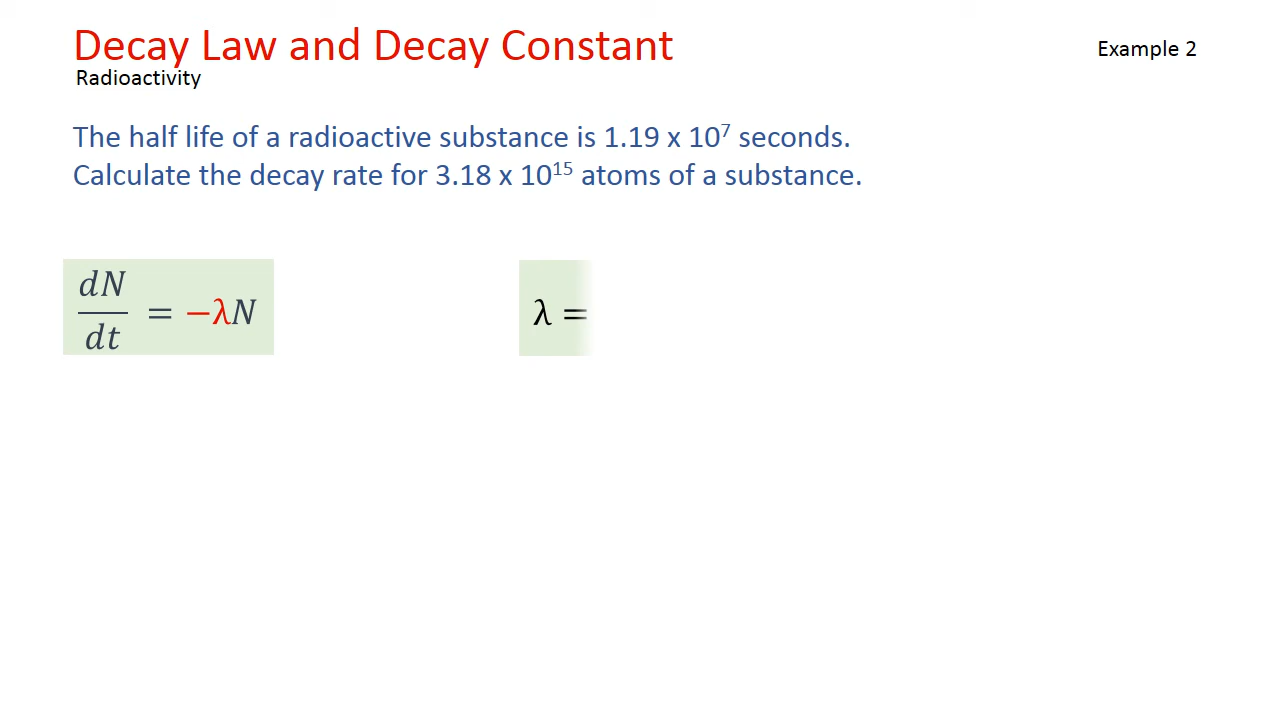 Decay Law and Decay Constant
Radioactivity
Example 2
The half life of a radioactive substance is 1.19 x 10⁷ seconds.
Calculate the decay rate for 3.18 x 10¹⁵ atoms of a substance.
dN/dt = −λN
λ =